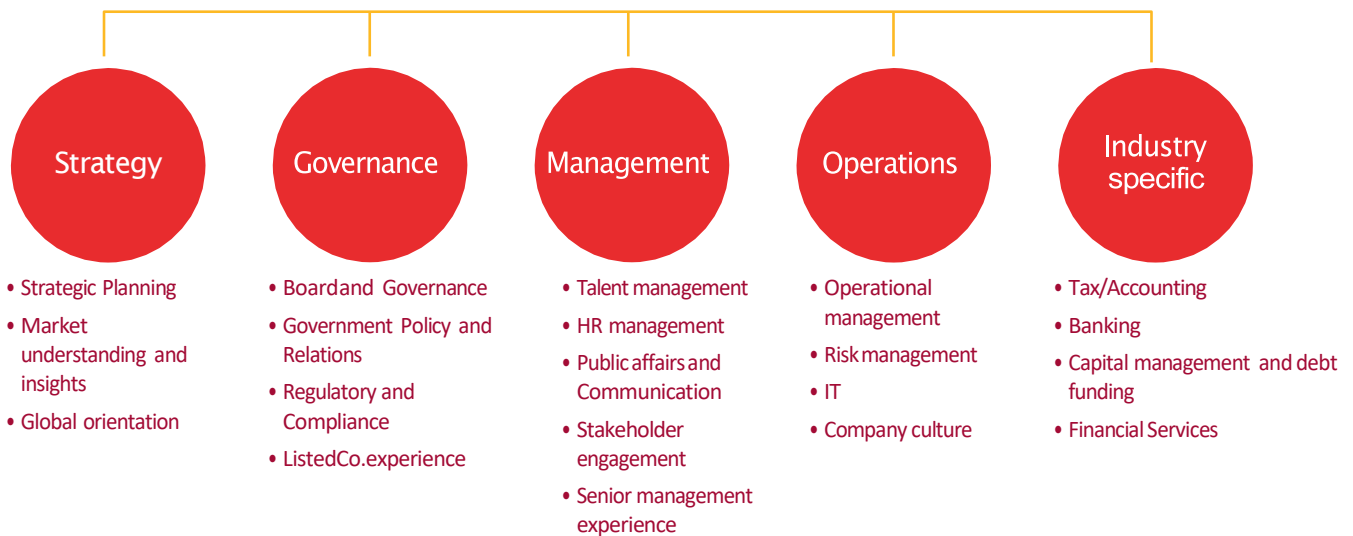 Strategy
• Strategic Planning
• Market
understanding and
insights
• Global orientation
Governance
• Boardand Governance
• Government Policy and
Relations
• Regulatory and
Compliance
• ListedCo.experience
Management
• Talent management
• HR management
• Public affairs and
Communication
• Stakeholder
engagement
• Senior management
experience
Operations
• Operational
management
• Risk management
• IT
• Company culture
Industry
specific
• Tax/Accounting
• Banking
• Capital management and debt
funding
• Financial Services